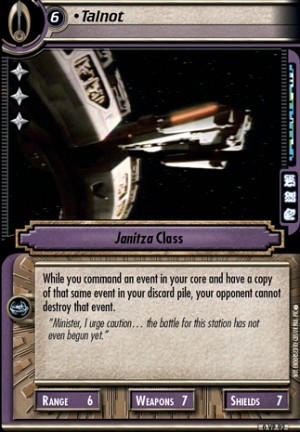 6 •Talnot
Janitza Class
While you command an event in your core and have a copy
of that same event in your discard pile, your opponent cannot
destroy that event.
"Minister, I urge caution... the battle for this station has not
even begun yet."
RANGE 6 WEAPONS 7 SHIELDS 7